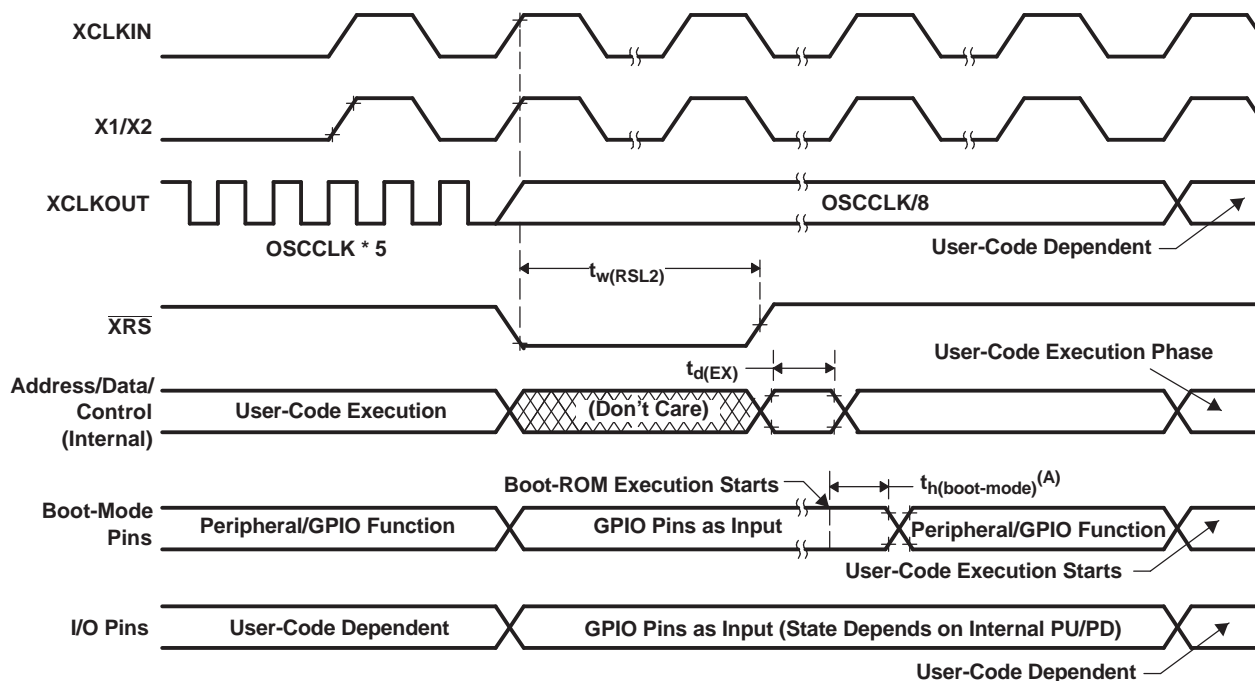 XCLKIN
X1/X2
XCLKOUT
OSCCLK * 5
OSCCLK/8
User-Code Dependent
tw(RSL2)
XRS
User-Code Execution Phase
td(EX)
Address/Data/
Control
(Internal)
User-Code Execution
(Don't Care)
Boot-ROM Execution Starts
th(boot-mode)(A)
Boot-Mode
Pins
Peripheral/GPIO Function
GPIO Pins as Input
Peripheral/GPIO Function
User-Code Execution Starts
I/O Pins
User-Code Dependent
GPIO Pins as Input (State Depends on Internal PU/PD)
User-Code Dependent